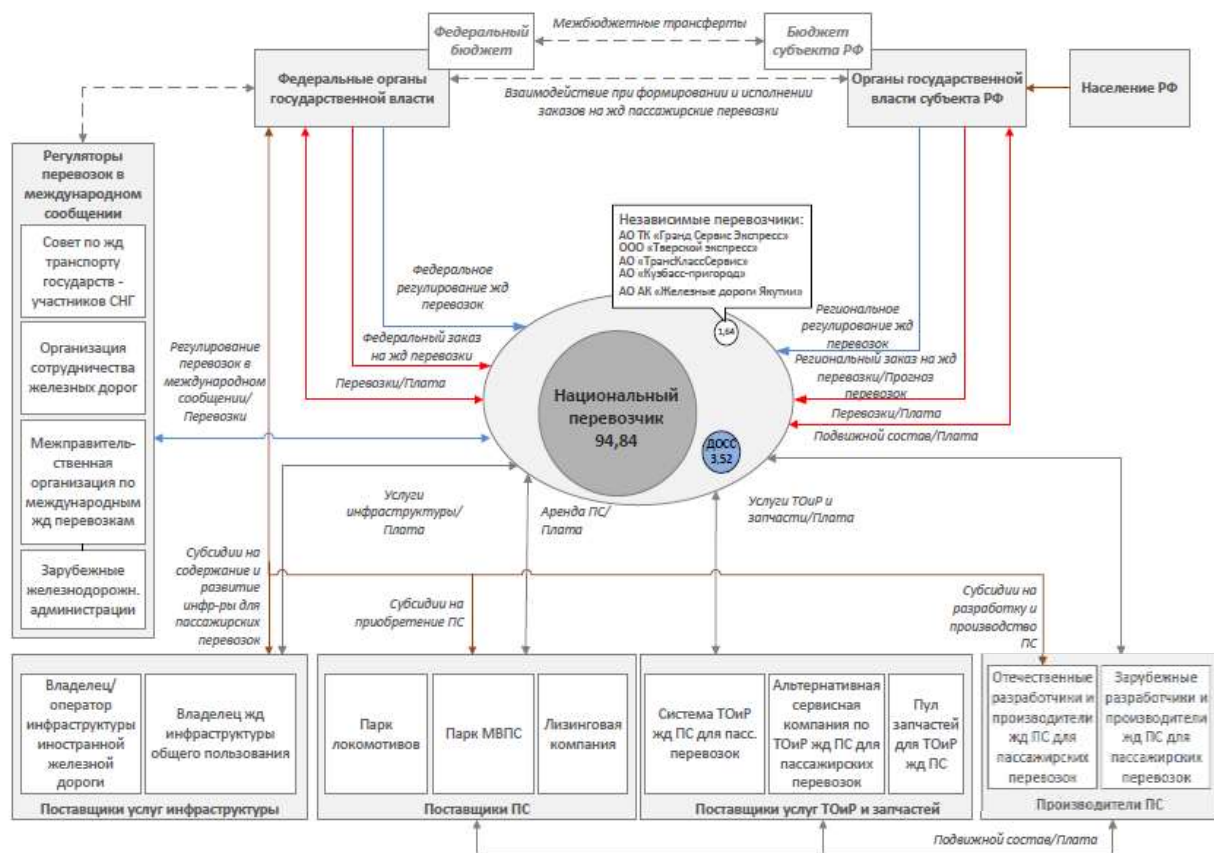 Федеральный
бюджет
Межбюджетные трансферты
Бюджет
субъекта РФ
Федеральные органы
государственной власти
Взаимодействие при формировании и исполнении
заказов на жд пассажирские перевозки
Органы государственной
власти субъекта РФ
Население РФ
Регуляторы
перевозок в
международном
сообщении
Совет по жд
транспорту
государств -
участников СНГ
Организация
сотрудничества
железных дорог
Межправитель-
ственная
организация по
международным
жд перевозкам
Зарубежные
железнодорожн.
администрации
Независимые перевозчики:
АО ТК «Гранд Сервис Экспресс»
ООО «Тверской экспресс»
АО «ТрансКлассСервис»
АО «Кузбасс-пригород»
АО АК «Железные дороги Якутии»
1,64
Федеральное
регулирование жд
перевозок
Федеральный заказ
на жд перевозки
Перевозки/Плата
Регулирование
перевозок в
международном
сообщении/
Перевозки
Региональное
регулирование жд
перевозок
Региональный заказ на жд
перевозки/Прогноз
перевозок
Перевозки/Плата
Подвижной состав/Плата
Национальный
перевозчик
94,84
ДОСС
3,52
Услуги
инфраструктуры/
Плата
Аренда ПС/
Плата
Услуги ТОиР и
запчасти/Плата
Субсидии на
содержание и
развитие
инфр-ры для
пассажирских
перевозок
Субсидии на
приобретение ПС
Субсидии на
разработку и
производство
ПС
Владелец/
оператор
инфраструктуры
иностранной
железной
дороги
Владелец жд
инфраструктуры
общего пользования
Поставщики услуг инфраструктуры
Парк
локомотивов
Парк МВПС
Лизинговая
компания
Поставщики ПС
Система ТОиР
жд ПС для пасс.
перевозок
Альтернативная
сервисная
компания по
ТОиР жд ПС для
пассажирских
перевозок
Пул
запчастей
для ТОиР
жд ПС
Поставщики услуг ТОиР и запчастей
Отечественные
разработчики и
производители
жд ПС для
пассажирских
перевозок
Зарубежные
разработчики и
производители
жд ПС для
пассажирских
перевозок
Производители ПС
Подвижной состав/Плата